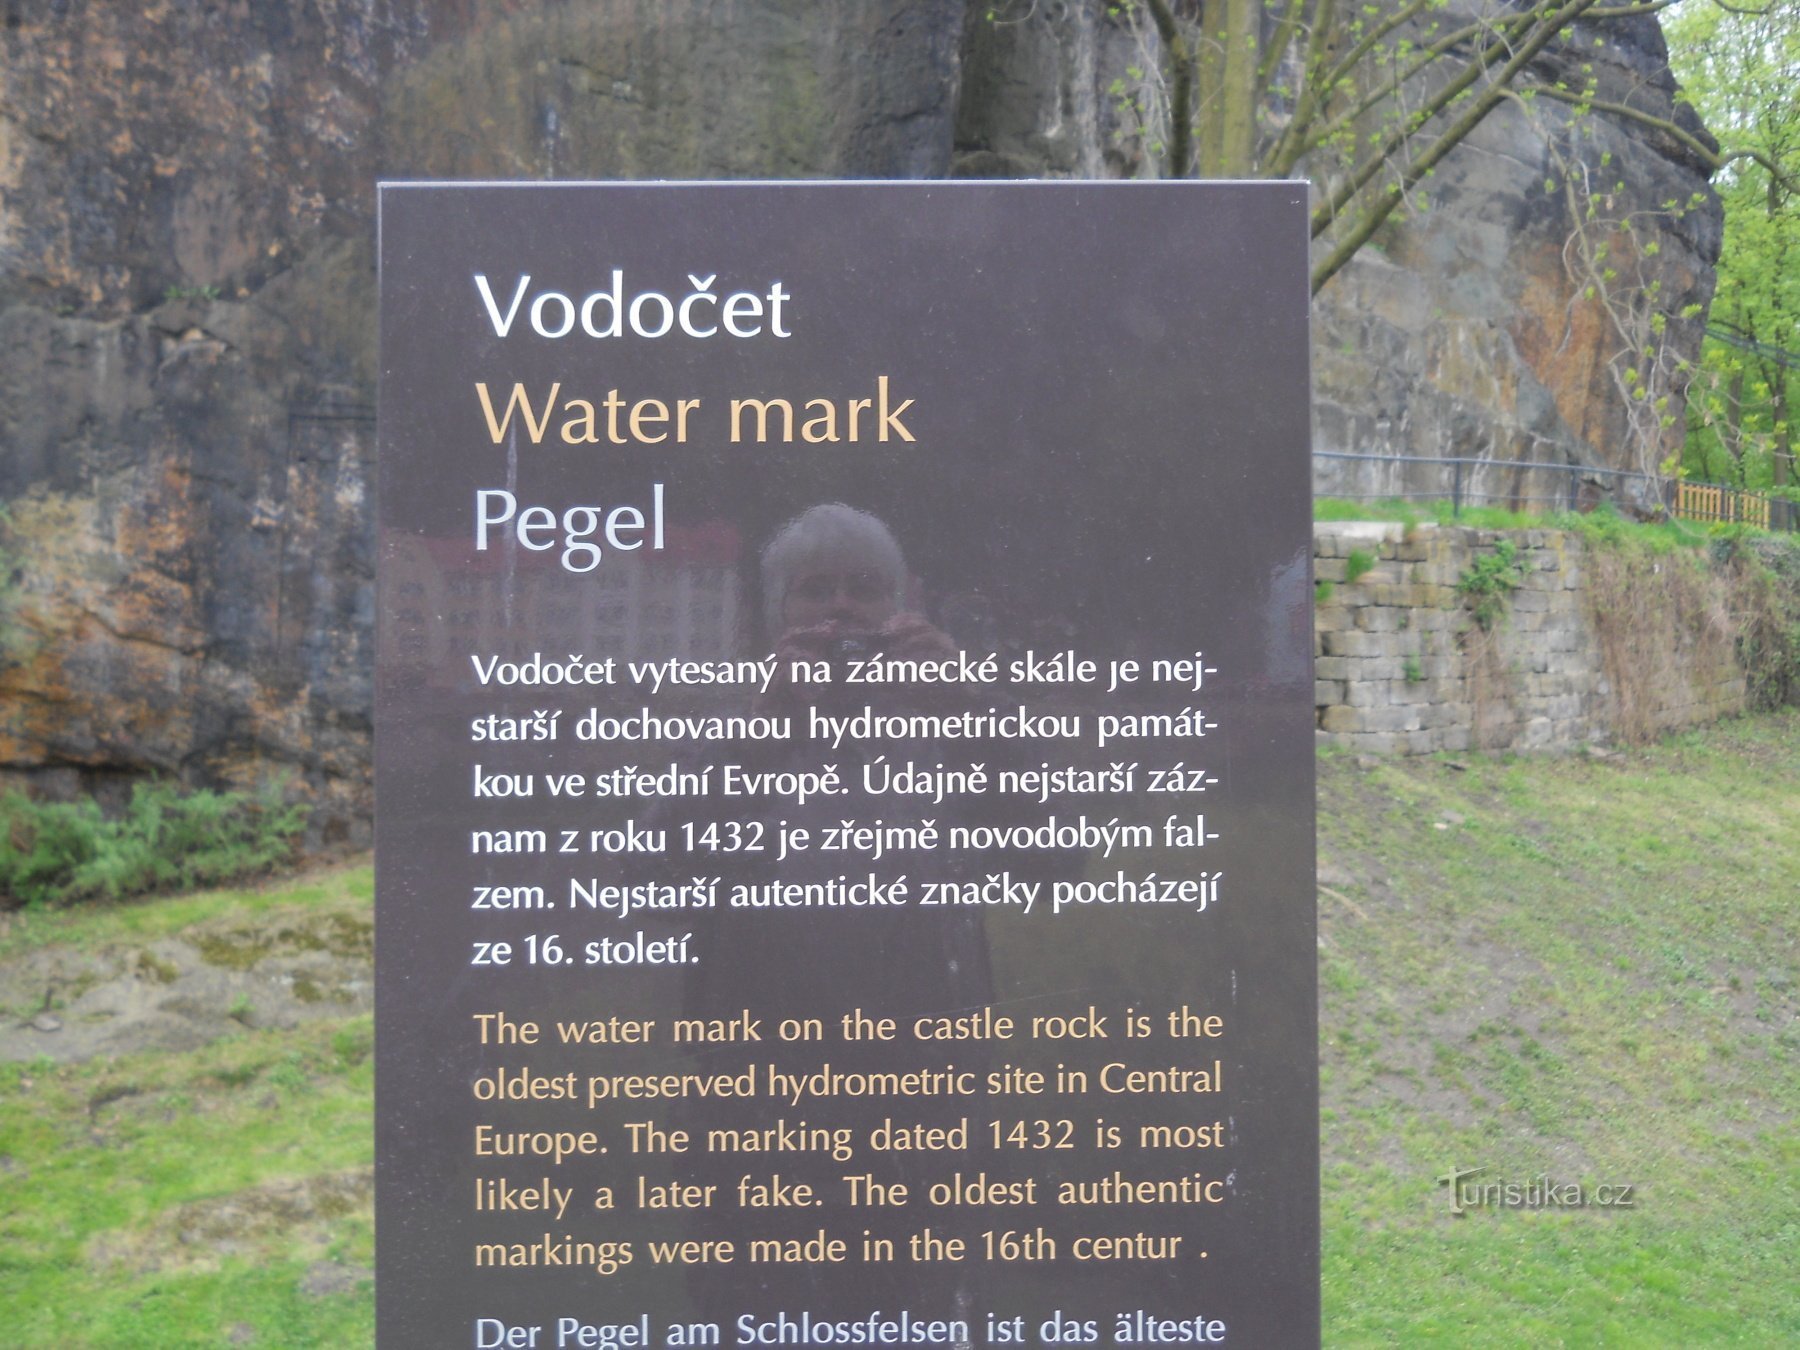 Vodočet
Water mark
Pegel
Vodočet vytesaný na zámecké skále je nej-
starší dochovanou hydrometrickou památ-
kou ve střední Evropě. Údajně nejstarší záz-
nam z roku 1432 je zřejmě novodobým fal-
zem. Nejstarší autentické značky pocházejí
ze 16. století.
The water mark on the castle rock is the
oldest preserved hydrometric site in Central
Europe. The marking dated 1432 is most
likely a later fake. The oldest authentic
markings were made in the 16th centur .
Der Pegel am Schlossfelsen ist das älteste
Turistika.cz